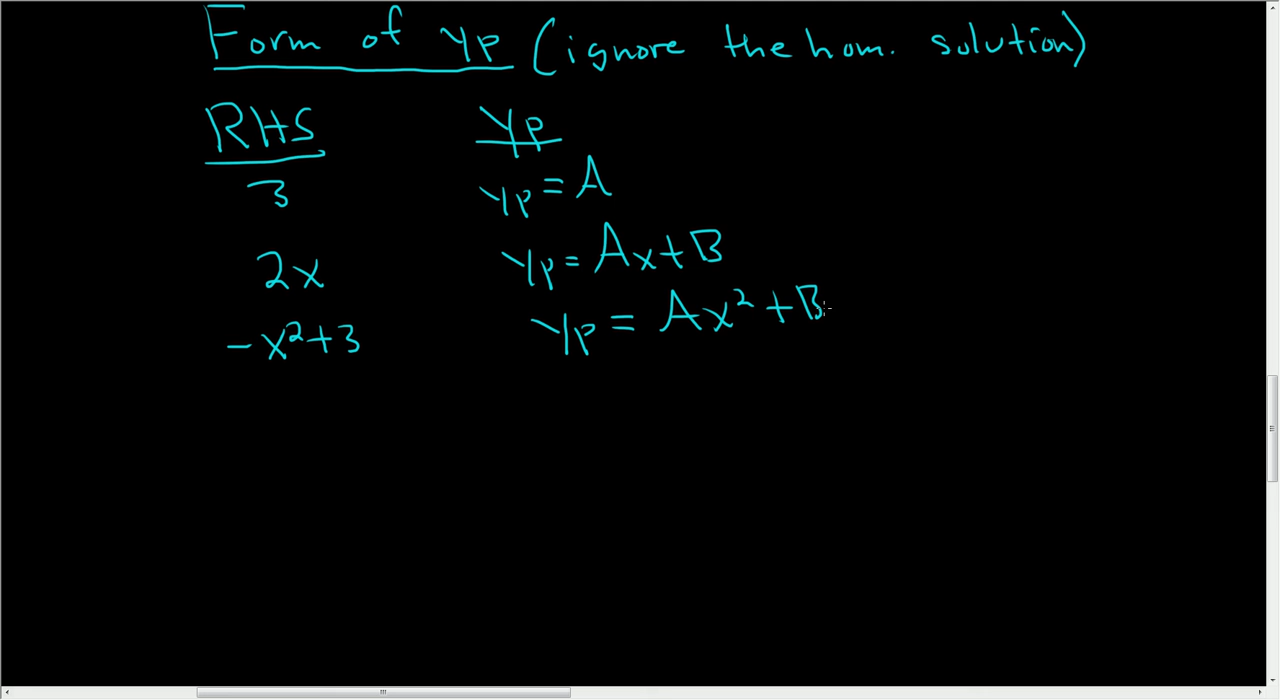 Form of yp (ignore the hom. solution)
RHS yp
3 yp = A
2x yp = Ax+B
-x²+3 yp = Ax² + B